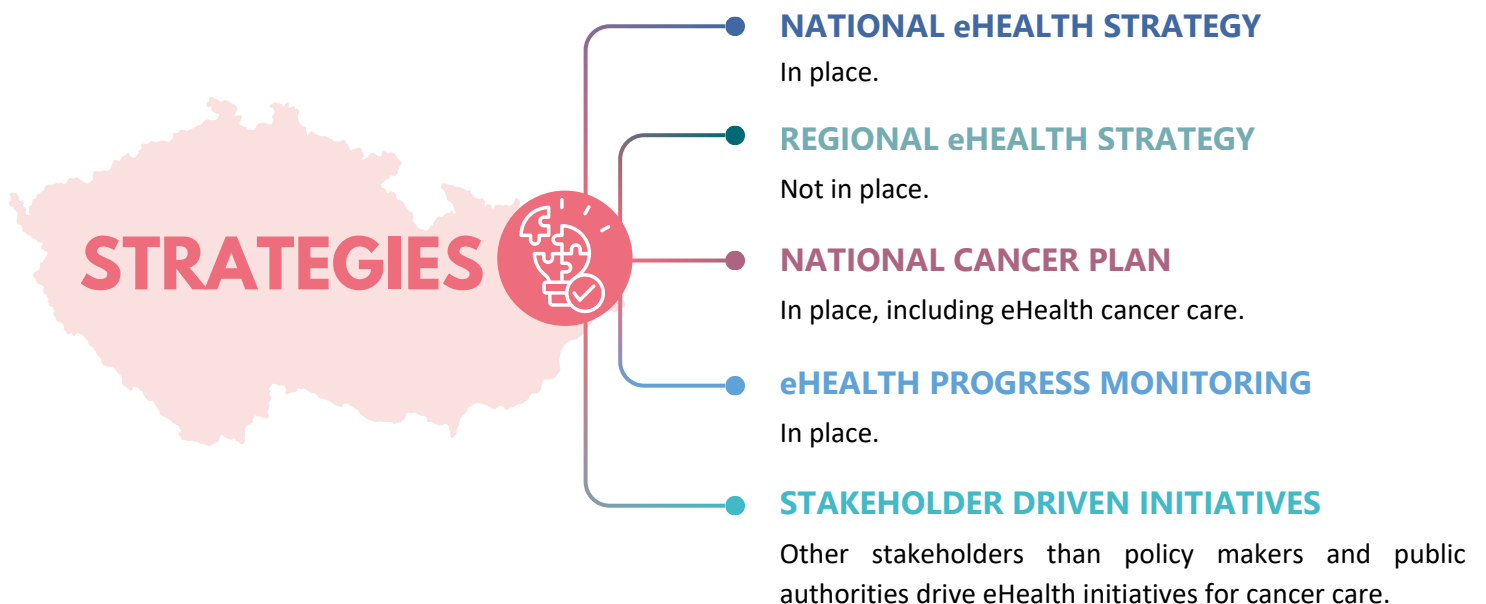 STRATEGIES
NATIONAL eHEALTH STRATEGY
In place.
REGIONAL eHEALTH STRATEGY
Not in place.
NATIONAL CANCER PLAN
In place, including eHealth cancer care.
eHEALTH PROGRESS MONITORING
In place.
STAKEHOLDER DRIVEN INITIATIVES
Other stakeholders than policy makers and public
authorities drive eHealth initiatives for cancer care.